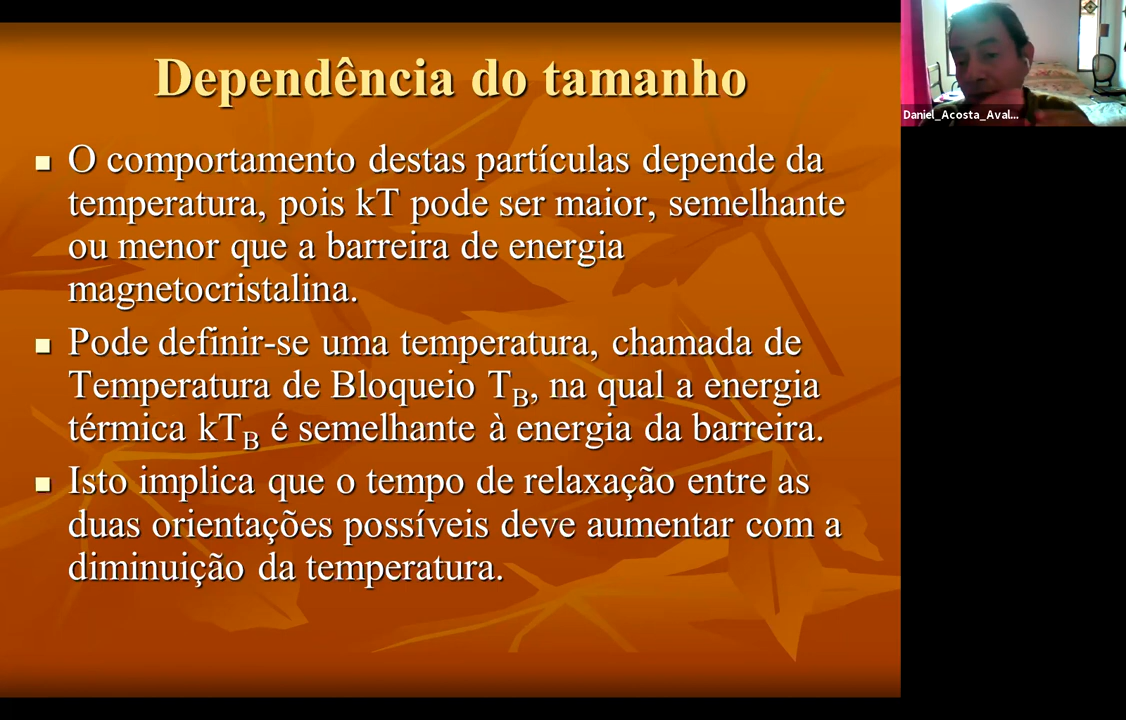 Dependência do tamanho
O comportamento destas partículas depende da
temperatura, pois kT pode ser maior, semelhante
ou menor que a barreira de energia
magnetocristalina.
Pode definir-se uma temperatura, chamada de
Temperatura de Bloqueio TB, na qual a energia
térmica kTB é semelhante à energia da barreira.
Isto implica que o tempo de relaxação entre as
duas orientações possíveis deve aumentar com a
diminuição da temperatura.
Daniel_Acosta_Aval...